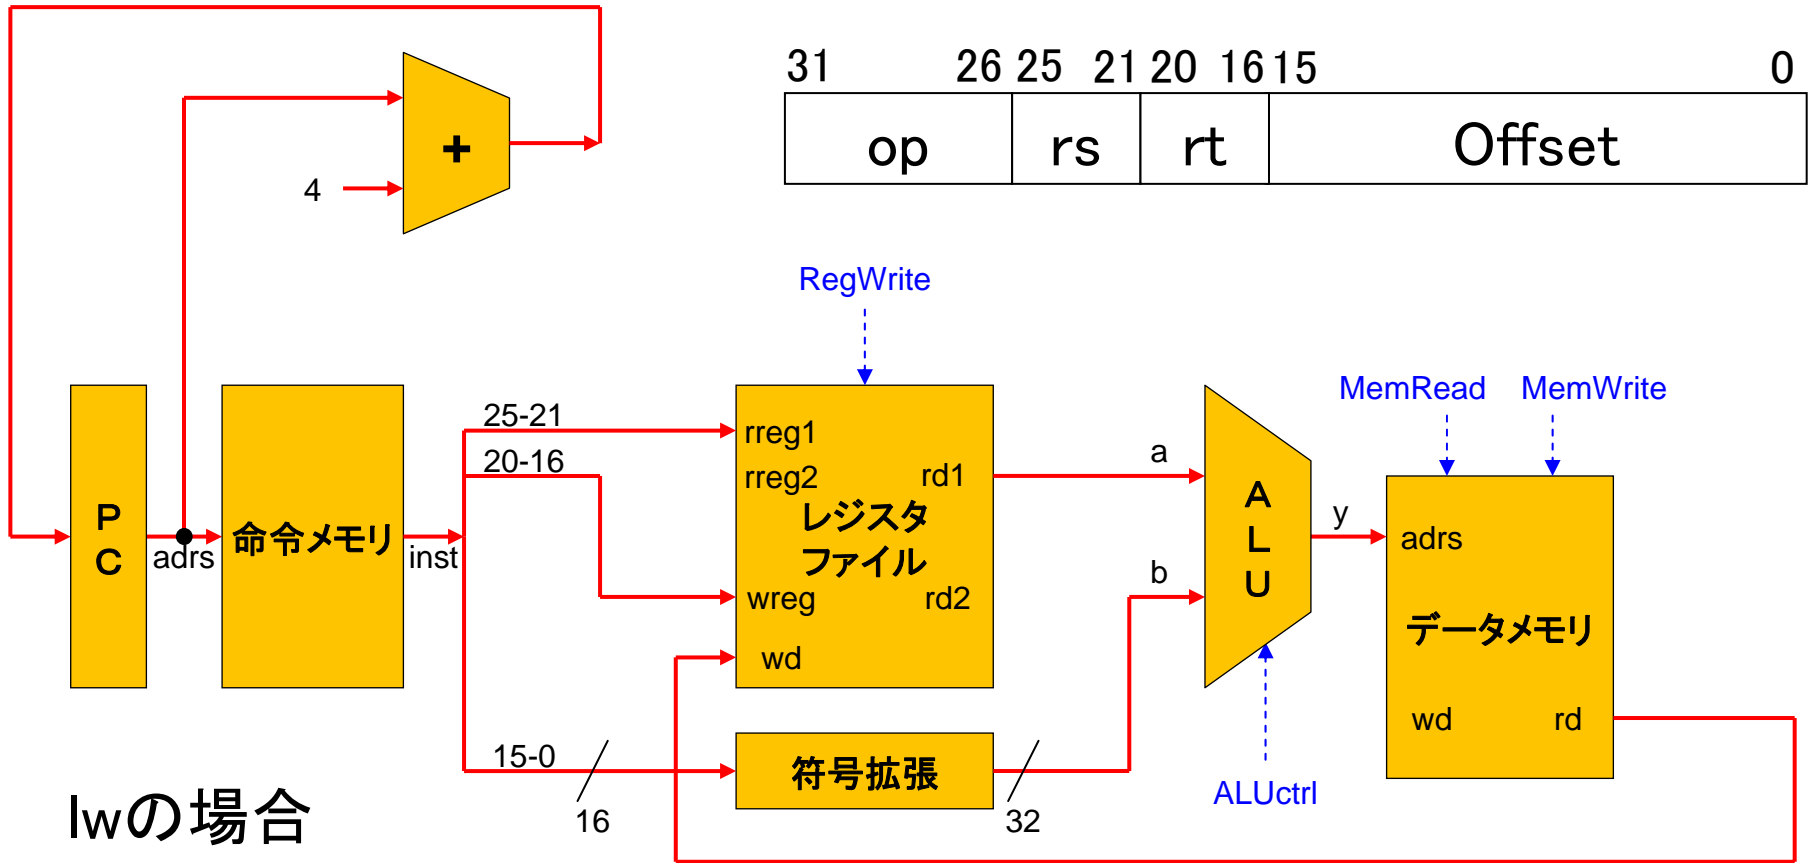 31 26 25 21 20 16 15 0
op rs rt Offset
+
4
RegWrite
MemRead MemWrite
PC
adrs
命令メモリ
inst
25-21
20-16
15-0
16
rreg1
rreg2 rd1
レジスタ
ファイル
wreg rd2
wd
符号拡張
32
a
b
ALU
y
ALUctrl
adrs
データメモリ
wd rd
lwの場合